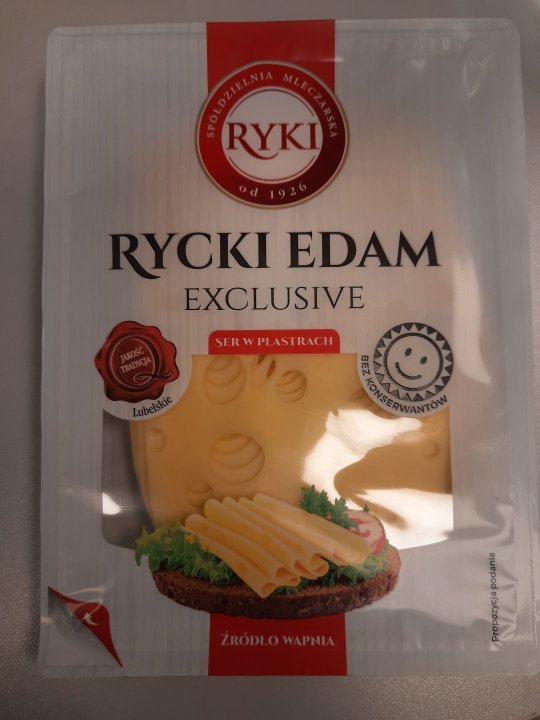 SPÓŁDZIELNIA MLECZARSKA
RYKI
od 1926
RYCKI EDAM
EXCLUSIVE
SER W PLASTRACH
JAKOŚĆ
TRADYCJA
Lubelskie
BEZ KONSERWANTÓW
Propozycja podania
ŹRÓDŁO WAPNIA